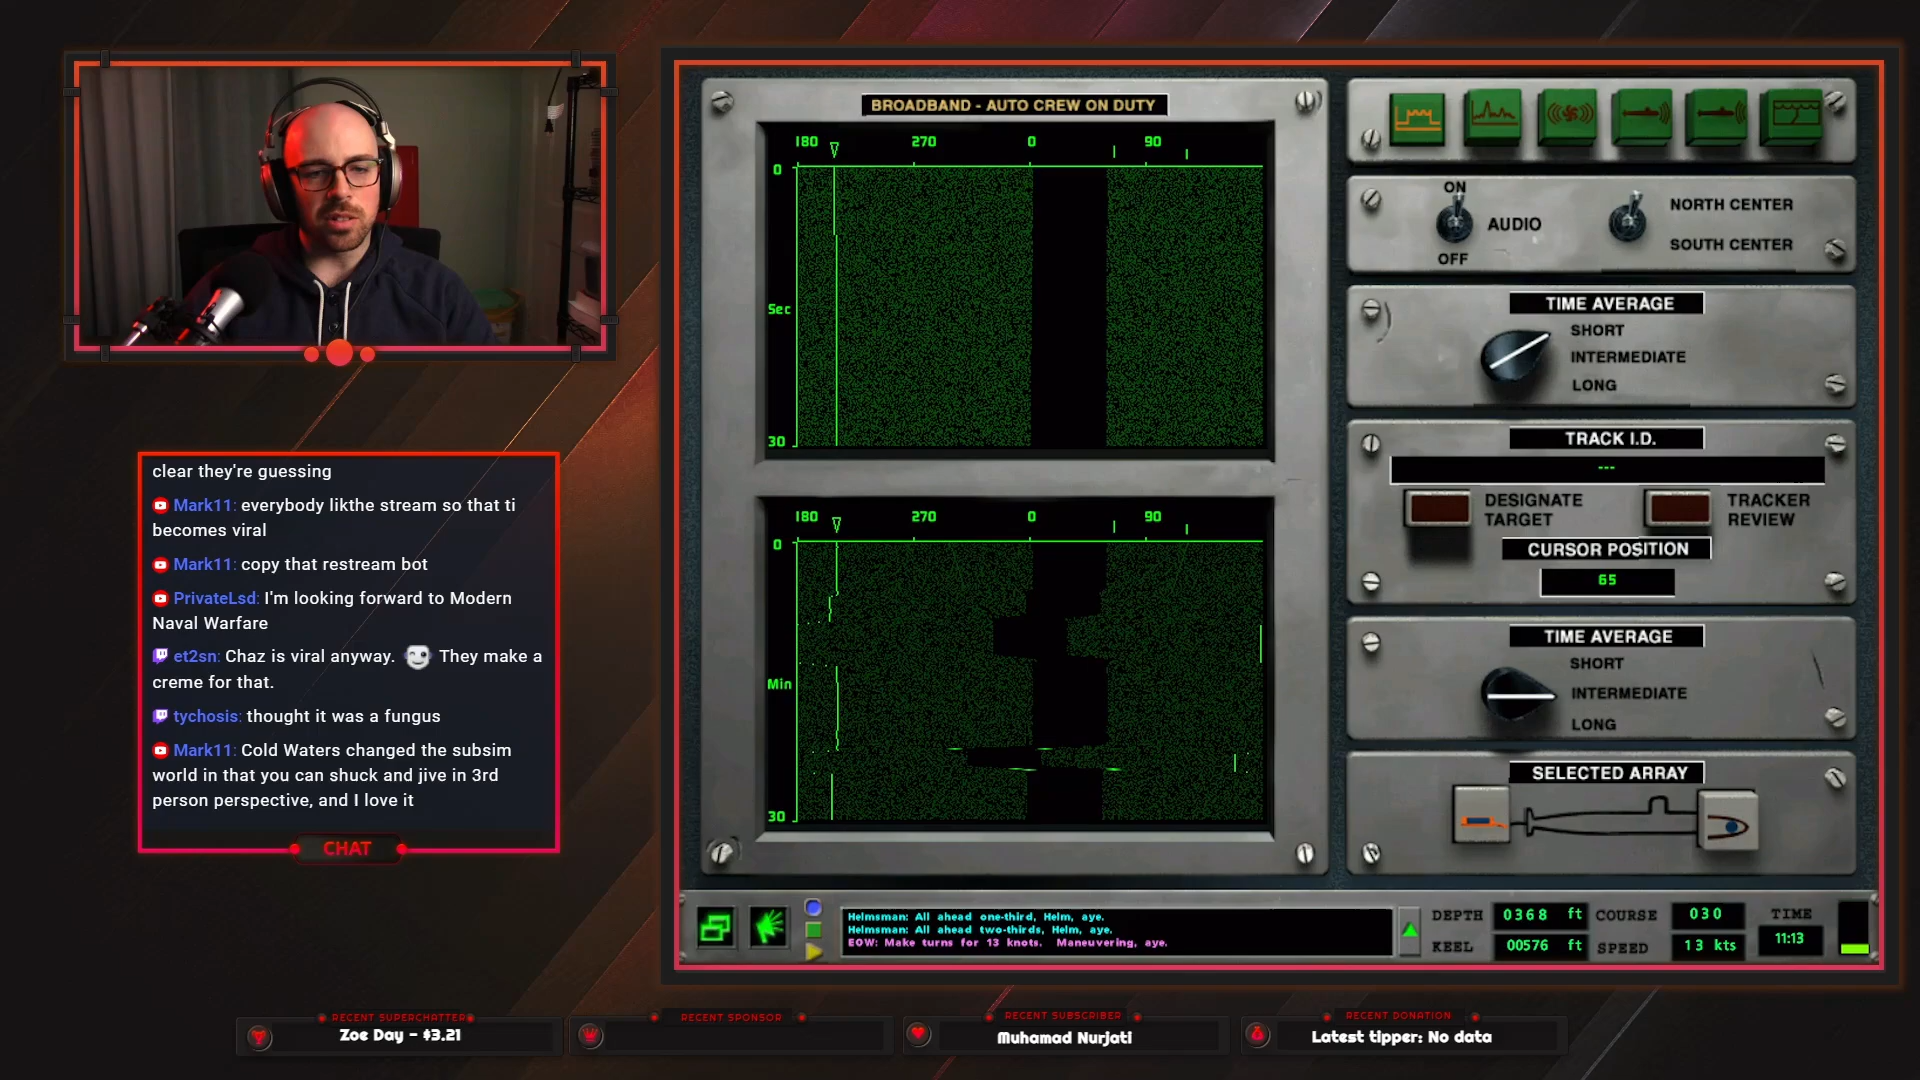 clear they're guessing
Mark11: everybody likthe stream so that ti
becomes viral
Mark11: copy that restream bot
PrivateLsd: I'm looking forward to Modern
Naval Warfare
et2sn: Chaz is viral anyway. They make a
creme for that.
tychosis: thought it was a fungus
Mark11: Cold Waters changed the subsim
world in that you can shuck and jive in 3rd
person perspective, and I love it
CHAT
BROADBAND - AUTO CREW ON DUTY
180 270 0 90
0
Sec
30
180 270 0 90
0
Min
30
ON
AUDIO
OFF
NORTH CENTER
SOUTH CENTER
TIME AVERAGE
SHORT
INTERMEDIATE
LONG
TRACK I.D.
---
DESIGNATE
TARGET
TRACKER
REVIEW
CURSOR POSITION
65
TIME AVERAGE
SHORT
INTERMEDIATE
LONG
SELECTED ARRAY
Helmsman: All ahead one-third, Helm, aye.
Helmsman: All ahead two-thirds, Helm, aye.
EOW: Make turns for 13 knots. Maneuvering, aye.
DEPTH 0368 ft COURSE 030 TIME
KEEL 00576 ft SPEED 13 kts 11:13
RECENT SUPERCHATTER
Zoe Day - $3.21
RECENT SPONSOR
RECENT SUBSCRIBER
Muhamad Nurjati
RECENT DONATION
Latest tipper: No data